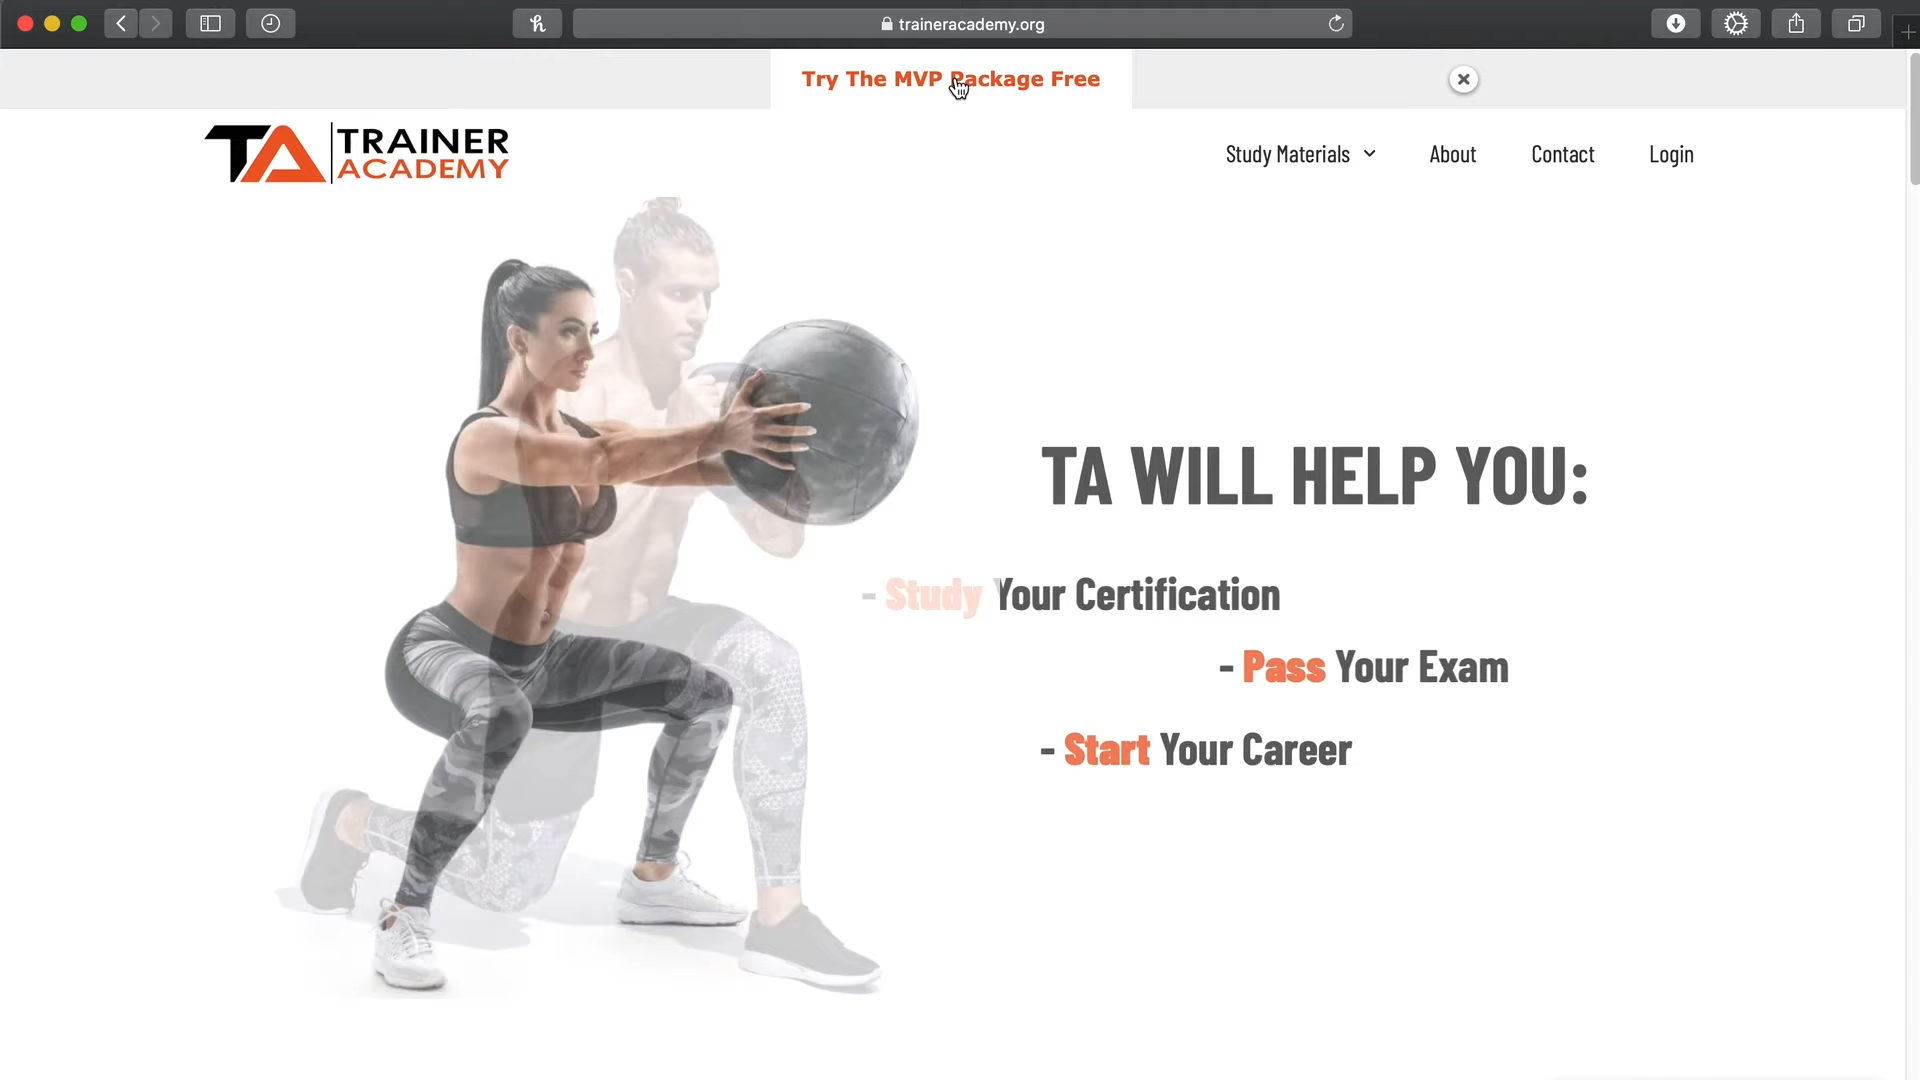 traineracademy.org
Try The MVP Package Free
TA TRAINER
ACADEMY
Study Materials
About
Contact
Login
TA WILL HELP YOU:
- Study Your Certification
- Pass Your Exam
- Start Your Career